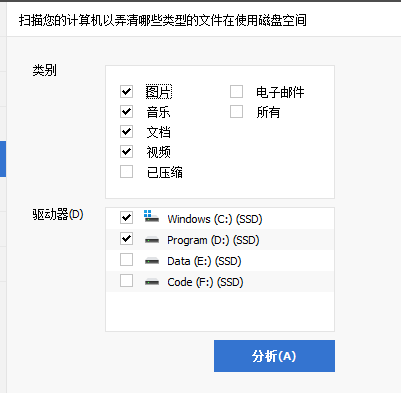 扫描您的计算机以弄清哪些类型的文件在使用磁盘空间
类别
图片 电子邮件
音乐 所有
文档
视频
已压缩
驱动器(D)
Windows (C:) (SSD)
Program (D:) (SSD)
Data (E:) (SSD)
Code (F:) (SSD)
分析(A)